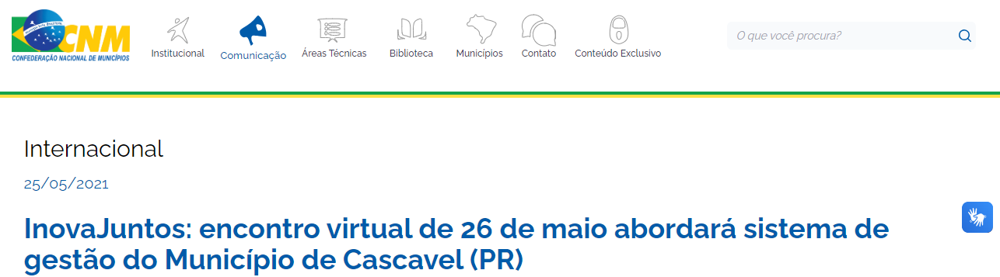 CNM
CONFEDERAÇÃO NACIONAL DE MUNICÍPIOS
Institucional
Comunicação
Áreas Técnicas
Biblioteca
Municípios
Contato
Conteúdo Exclusivo
O que você procura?
Internacional
25/05/2021
InovaJuntos: encontro virtual de 26 de maio abordará sistema de
gestão do Município de Cascavel (PR)